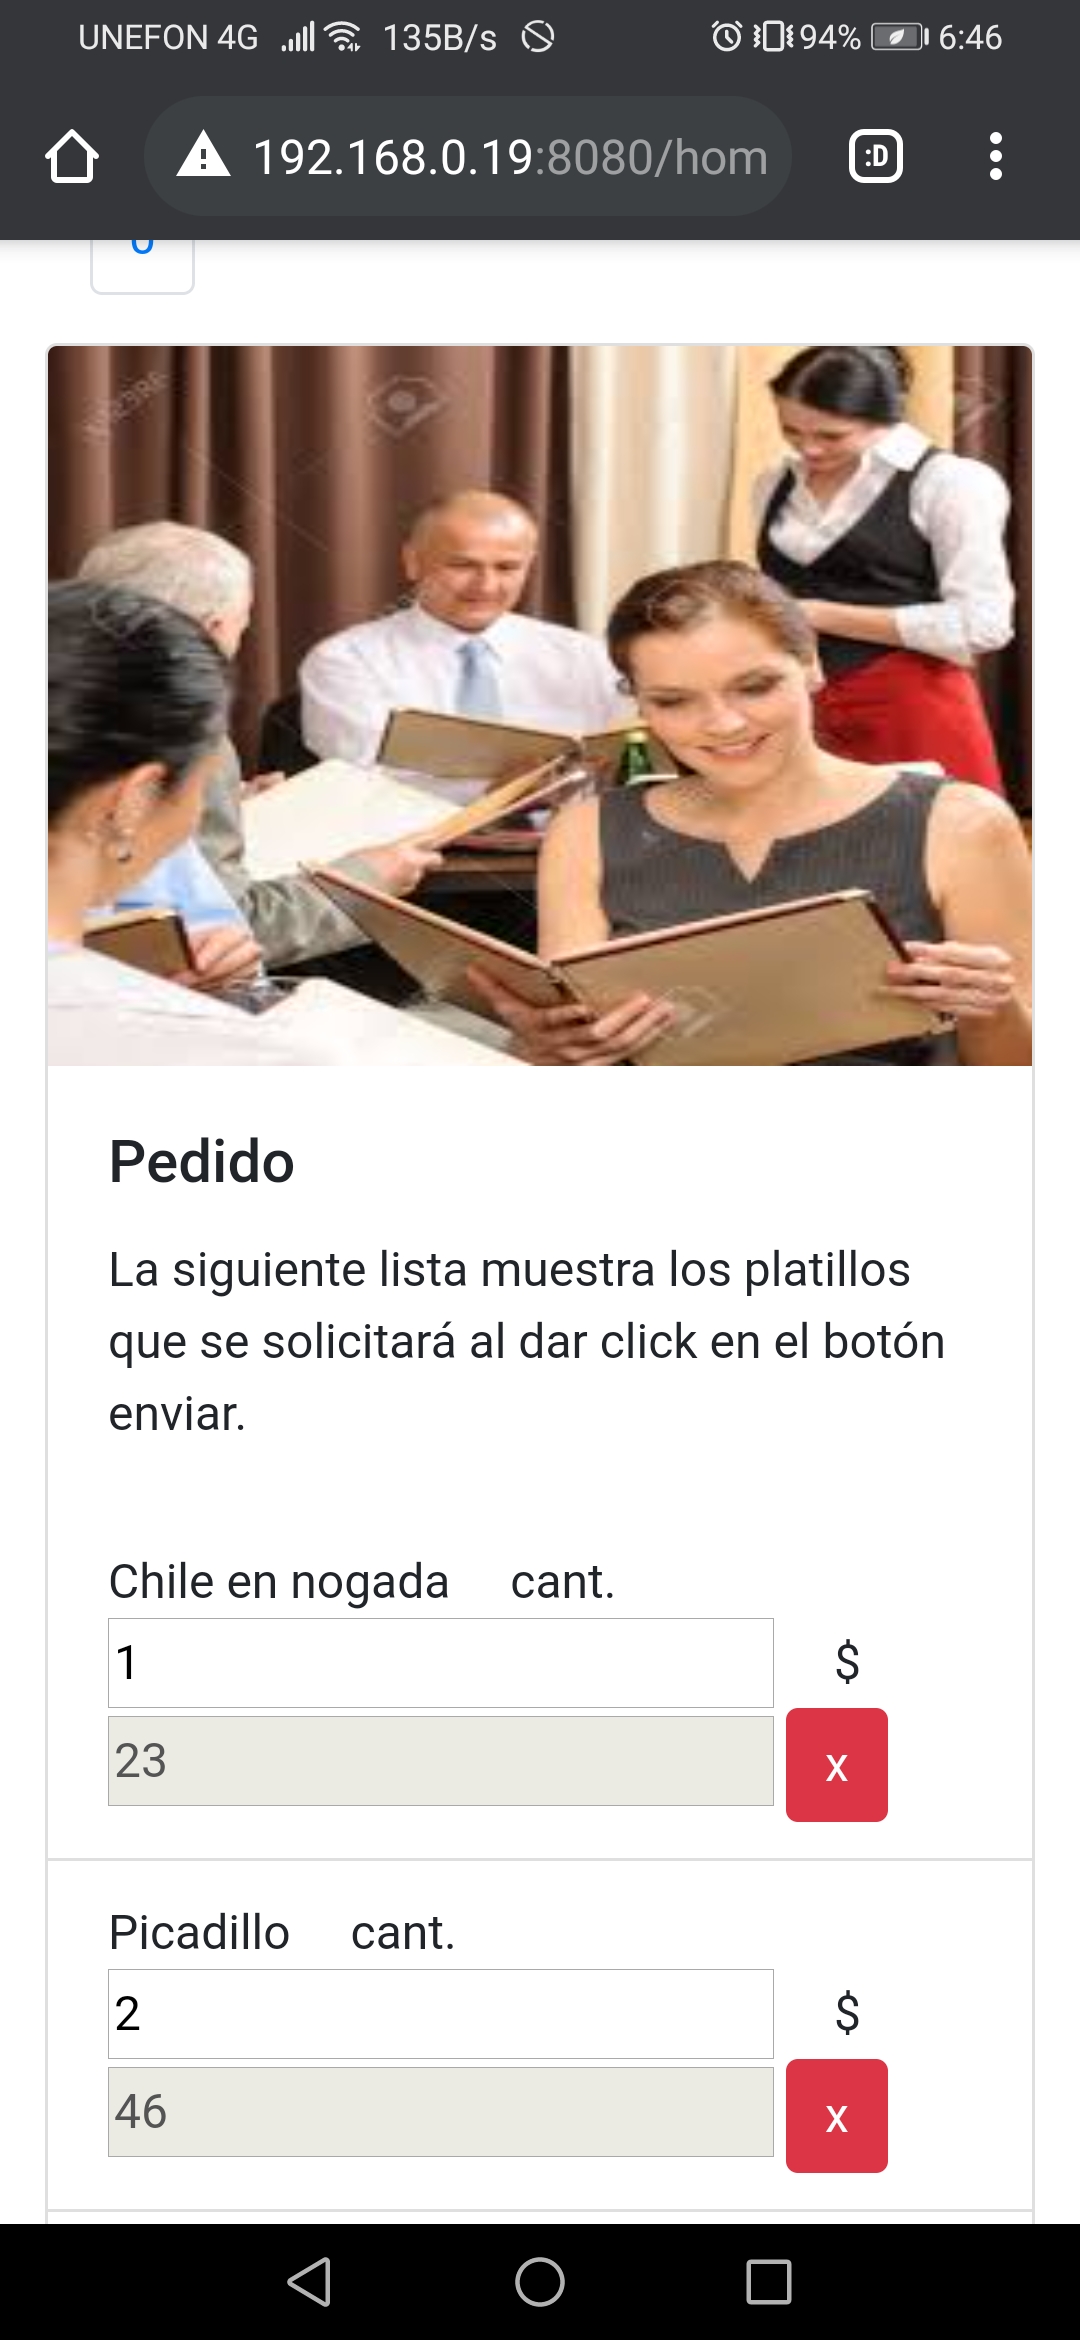 UNEFON 4G 135B/s 94% 6:46
192.168.0.19:8080/hom :D
Pedido
La siguiente lista muestra los platillos
que se solicitará al dar click en el botón
enviar.
Chile en nogada cant.
1 $
23 x
Picadillo cant.
2 $
46 x